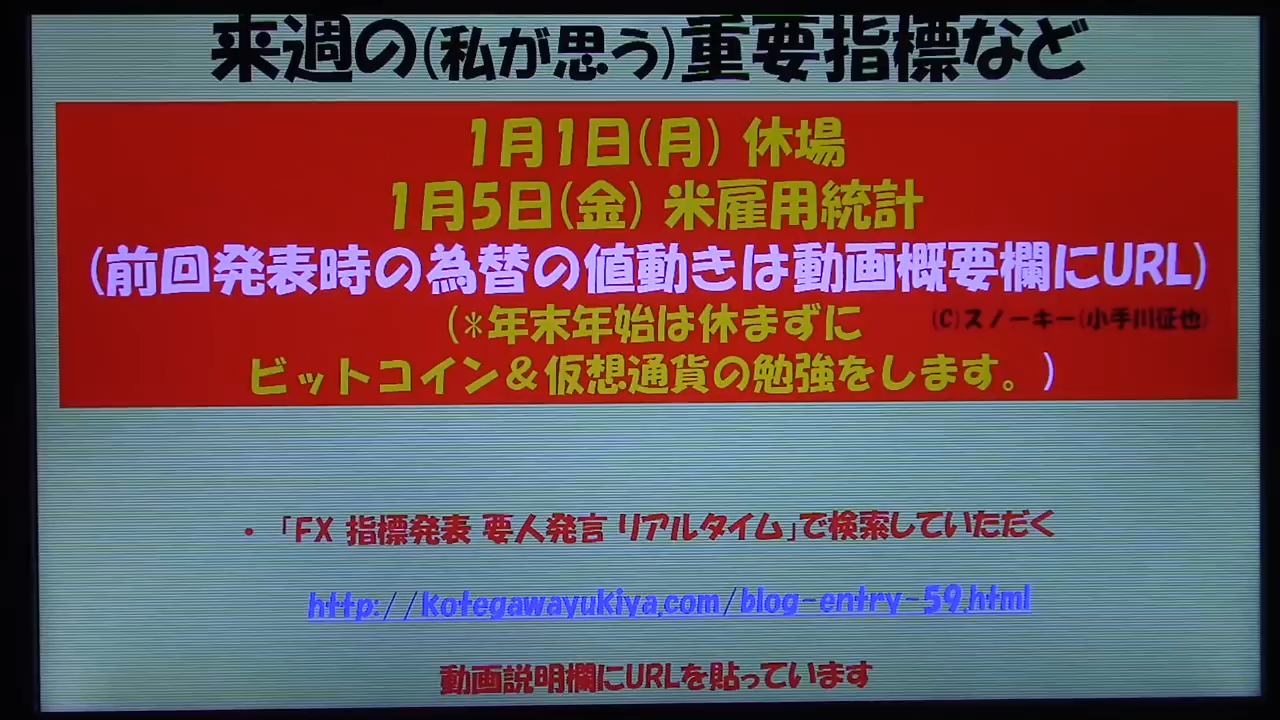 来週の(私が思う)重要指標など
1月1日(月) 休場
1月5日(金) 米雇用統計
(前回発表時の為替の値動きは動画概要欄にURL)
(*年末年始は休まずに
(C)スノーキー(小手川征也)
ビットコイン＆仮想通貨の勉強をします。)
・「FX 指標発表 要人発言 リアルタイム」で検索していただく
http://kotegawayukiya.com/blog-entry-59.html
動画説明欄にURLを貼っています